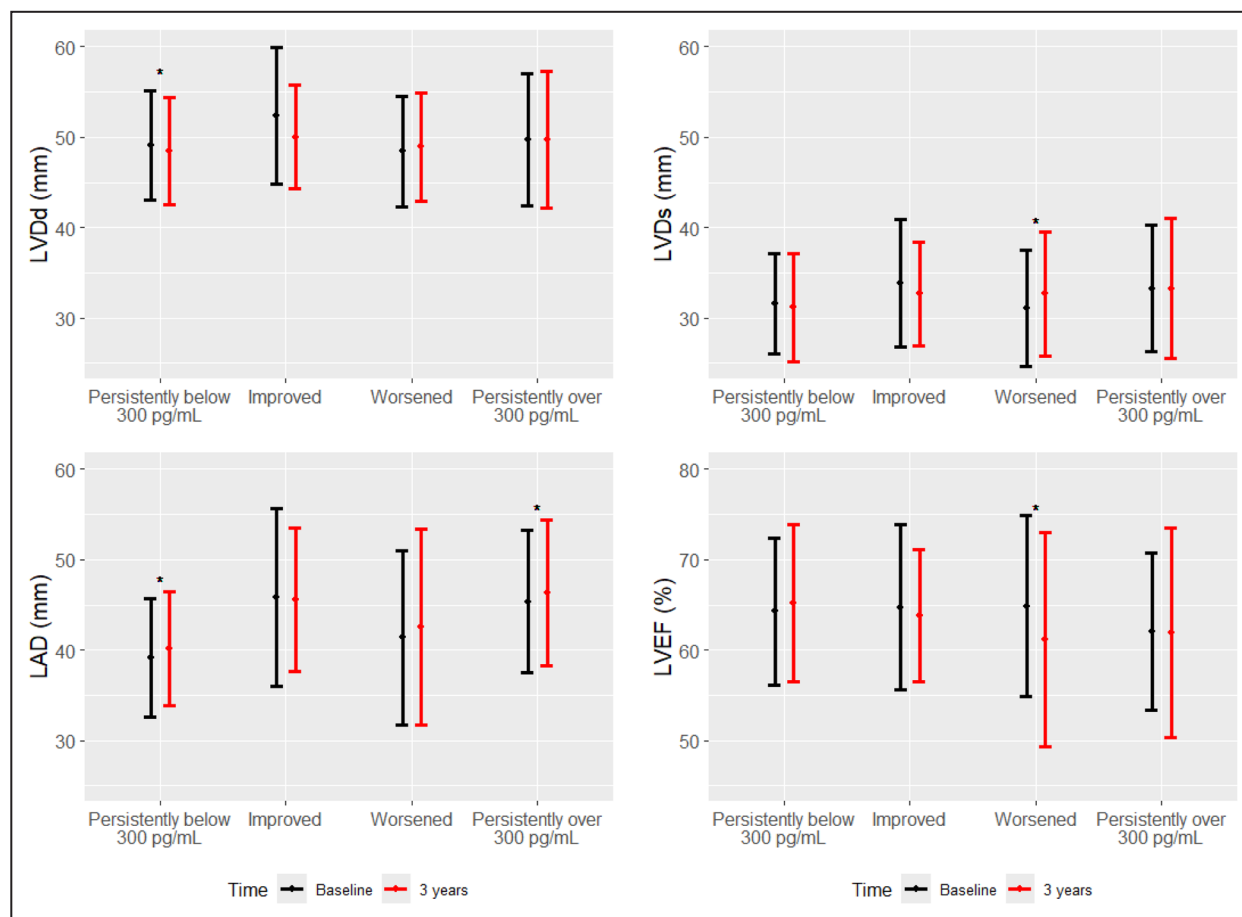 60
50
40
30
LVDd (mm)
*
Persistently below Improved Worsened Persistently over
300 pg/mL 300 pg/mL
60
50
40
30
LVDs (mm)
*
Persistently below Improved Worsened Persistently over
300 pg/mL 300 pg/mL
60
50
40
30
LAD (mm)
* *
Persistently below Improved Worsened Persistently over
300 pg/mL 300 pg/mL
Time Baseline 3 years
80
70
60
50
LVEF (%)
*
Persistently below Improved Worsened Persistently over
300 pg/mL 300 pg/mL
Time Baseline 3 years